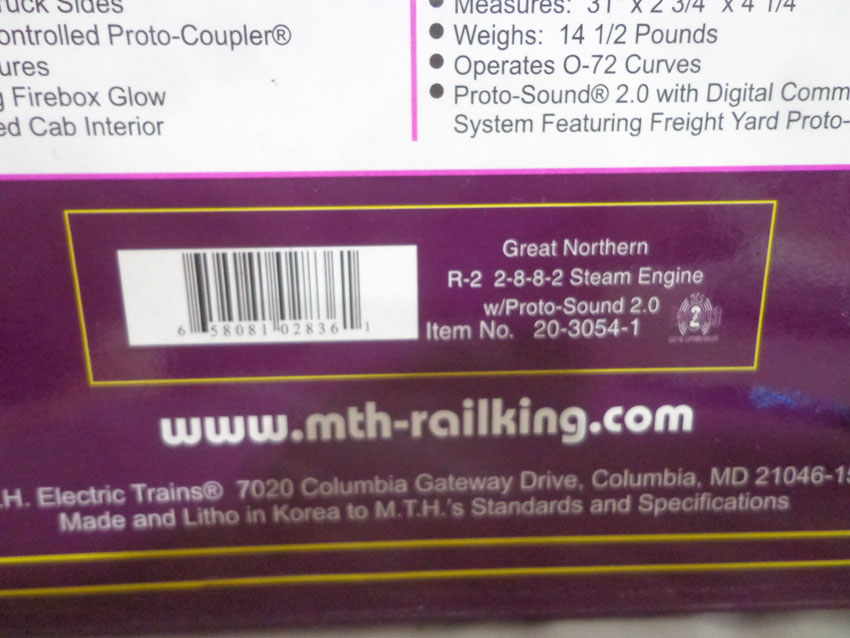 Truck Sides
ontrolled Proto-Coupler®
ures
g Firebox Glow
ed Cab Interior
Measures: 31" x 2 3/4" x 4 1/4"
Weighs: 14 1/2 Pounds
Operates O-72 Curves
Proto-Sound® 2.0 with Digital Comm
System Featuring Freight Yard Proto-
6 58081 02836 1
Great Northern
R-2 2-8-8-2 Steam Engine
w/Proto-Sound 2.0
Item No. 20-3054-1
2
www.mth-railking.com
.H. Electric Trains® 7020 Columbia Gateway Drive, Columbia, MD 21046-15
Made and Litho in Korea to M.T.H.'s Standards and Specifications